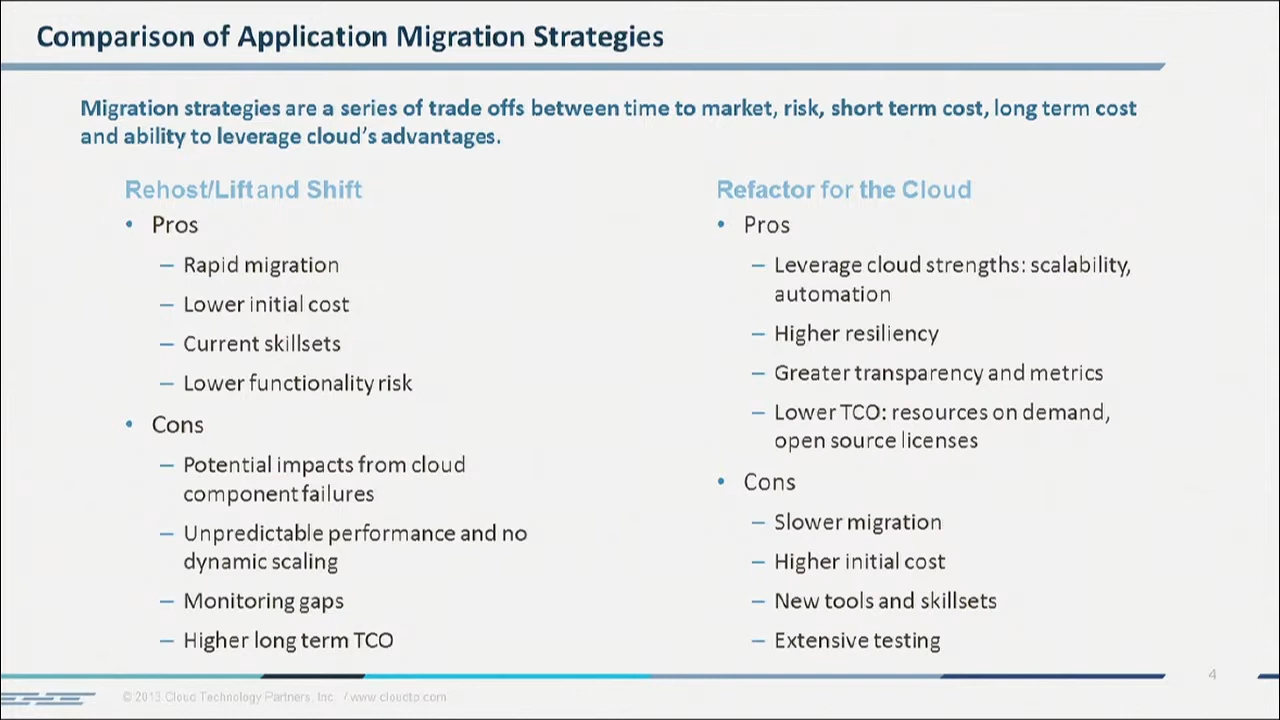 Comparison of Application Migration Strategies
Migration strategies are a series of trade offs between time to market, risk, short term cost, long term cost
and ability to leverage cloud's advantages.
Rehost/Lift and Shift
• Pros
– Rapid migration
– Lower initial cost
– Current skillsets
– Lower functionality risk
• Cons
– Potential impacts from cloud
component failures
– Unpredictable performance and no
dynamic scaling
– Monitoring gaps
– Higher long term TCO
Refactor for the Cloud
• Pros
– Leverage cloud strengths: scalability,
automation
– Higher resiliency
– Greater transparency and metrics
– Lower TCO: resources on demand,
open source licenses
• Cons
– Slower migration
– Higher initial cost
– New tools and skillsets
– Extensive testing
© 2013 Cloud Technology Partners, Inc. / www.cloudtp.com
4